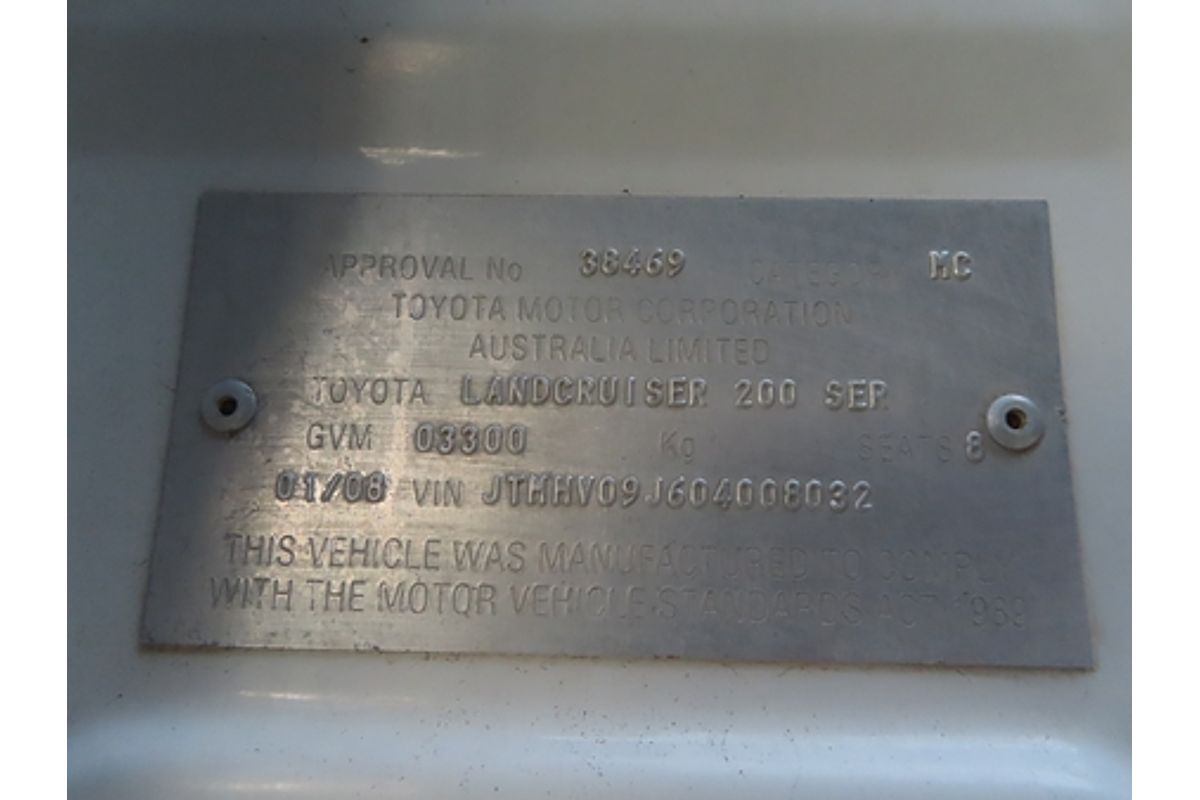 APPROVAL No 38469 CATEGORY MC
TOYOTA MOTOR CORPORATION
AUSTRALIA LIMITED
TOYOTA LANDCRUISER 200 SER
GVM 03300 Kg SEATS 8
01/08 VIN JTMHV09J604008032
THIS VEHICLE WAS MANUFACTURED TO COMPLY
WITH THE MOTOR VEHICLE STANDARDS ACT 1989